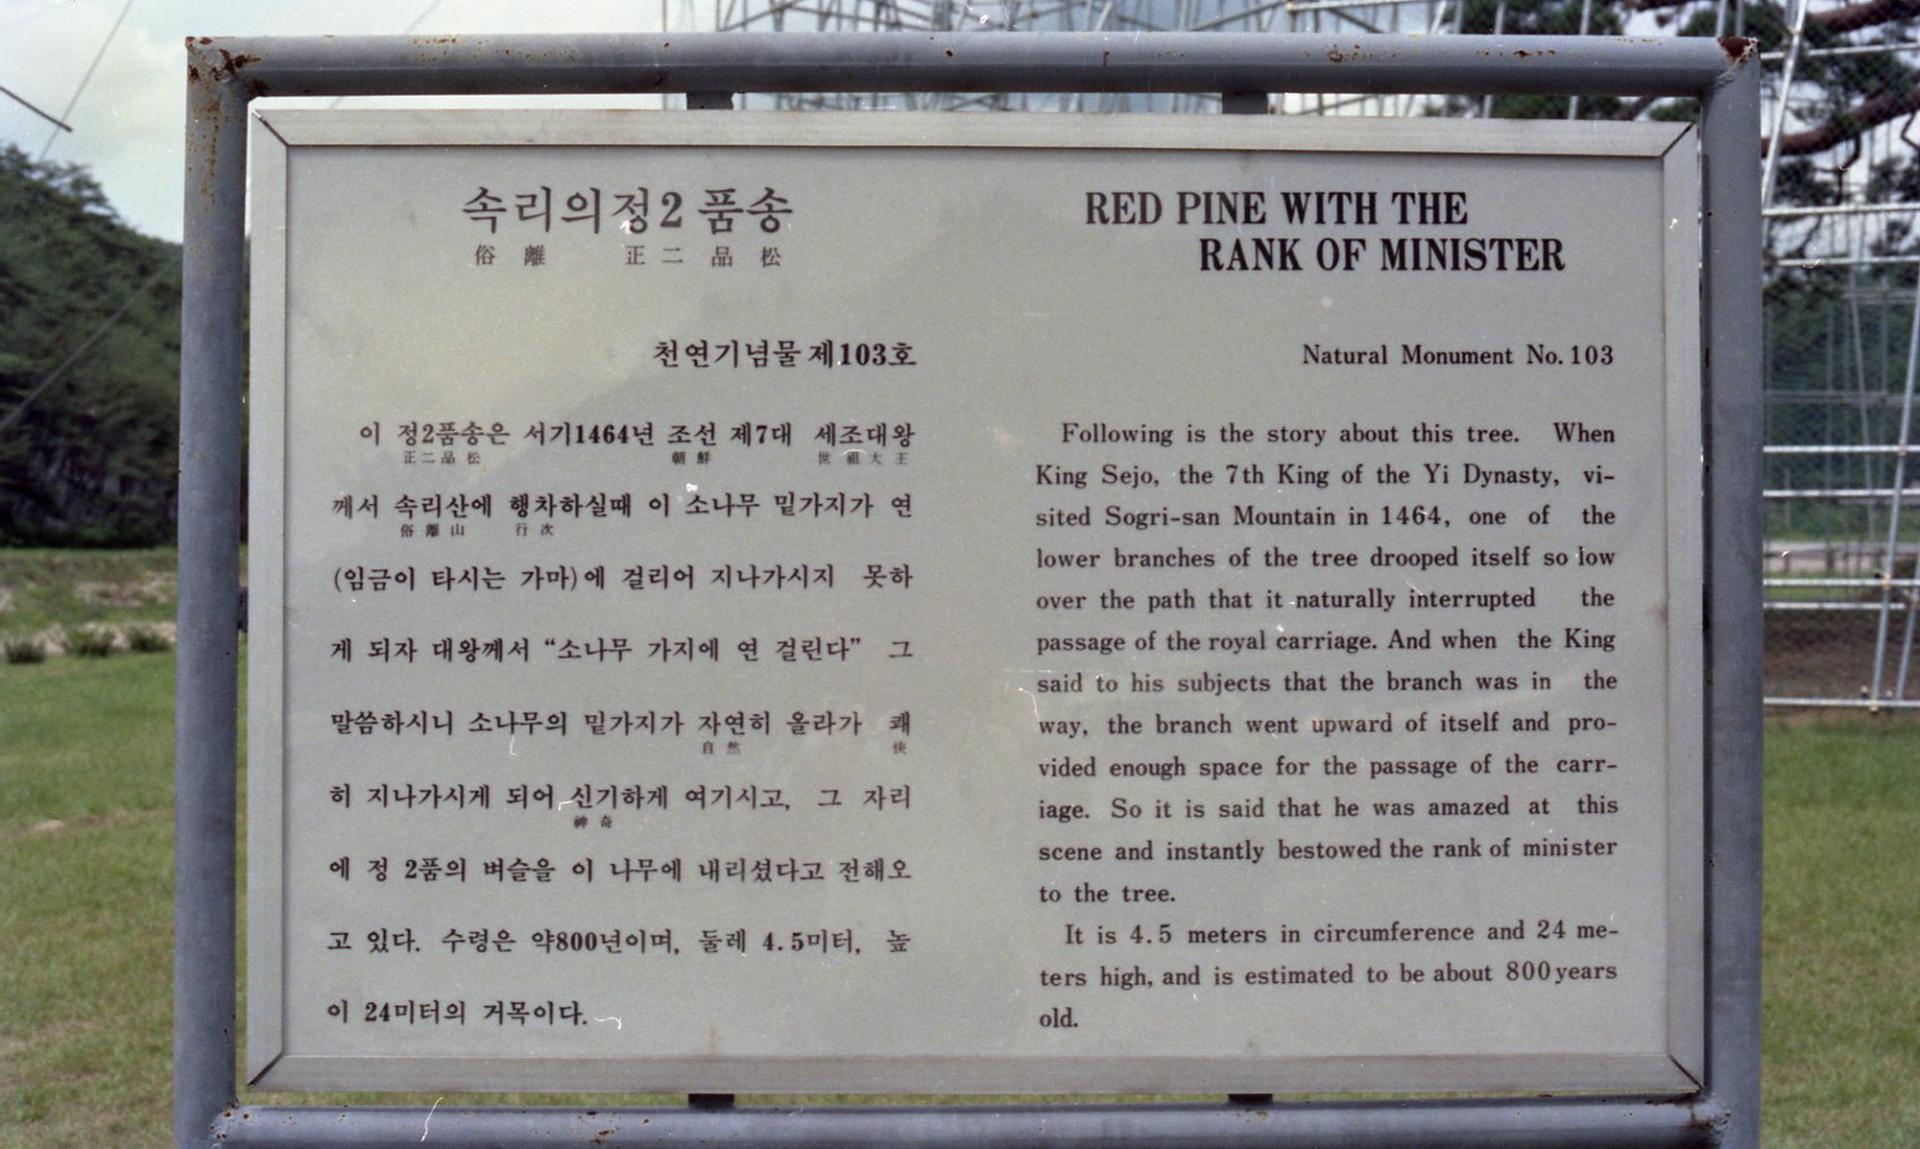 속리의정2품송
俗離 正二品松
천연기념물 제103호
이 정2품송은 서기1464년 조선 제7대 세조대왕
正二品松 朝鮮 世祖大王
께서 속리산에 행차하실때 이 소나무 밑가지가 연
俗離山 行次
(임금이 타시는 가마)에 걸리어 지나가시지 못하
게 되자 대왕께서 “소나무 가지에 연 걸린다” 그
말씀하시니 소나무의 밑가지가 자연히 올라가 쾌
自然 快
히 지나가시게 되어 신기하게 여기시고, 그 자리
神奇
에 정 2품의 벼슬을 이 나무에 내리셨다고 전해오
고 있다. 수령은 약800년이며, 둘레 4.5미터, 높
이 24미터의 거목이다.
RED PINE WITH THE
RANK OF MINISTER
Natural Monument No. 103
Following is the story about this tree. When
King Sejo, the 7th King of the Yi Dynasty, vi-
sited Sogri-san Mountain in 1464, one of the
lower branches of the tree drooped itself so low
over the path that it naturally interrupted the
passage of the royal carriage. And when the King
said to his subjects that the branch was in the
way, the branch went upward of itself and pro-
vided enough space for the passage of the carr-
iage. So it is said that he was amazed at this
scene and instantly bestowed the rank of minister
to the tree.
It is 4.5 meters in circumference and 24 me-
ters high, and is estimated to be about 800 years
old.